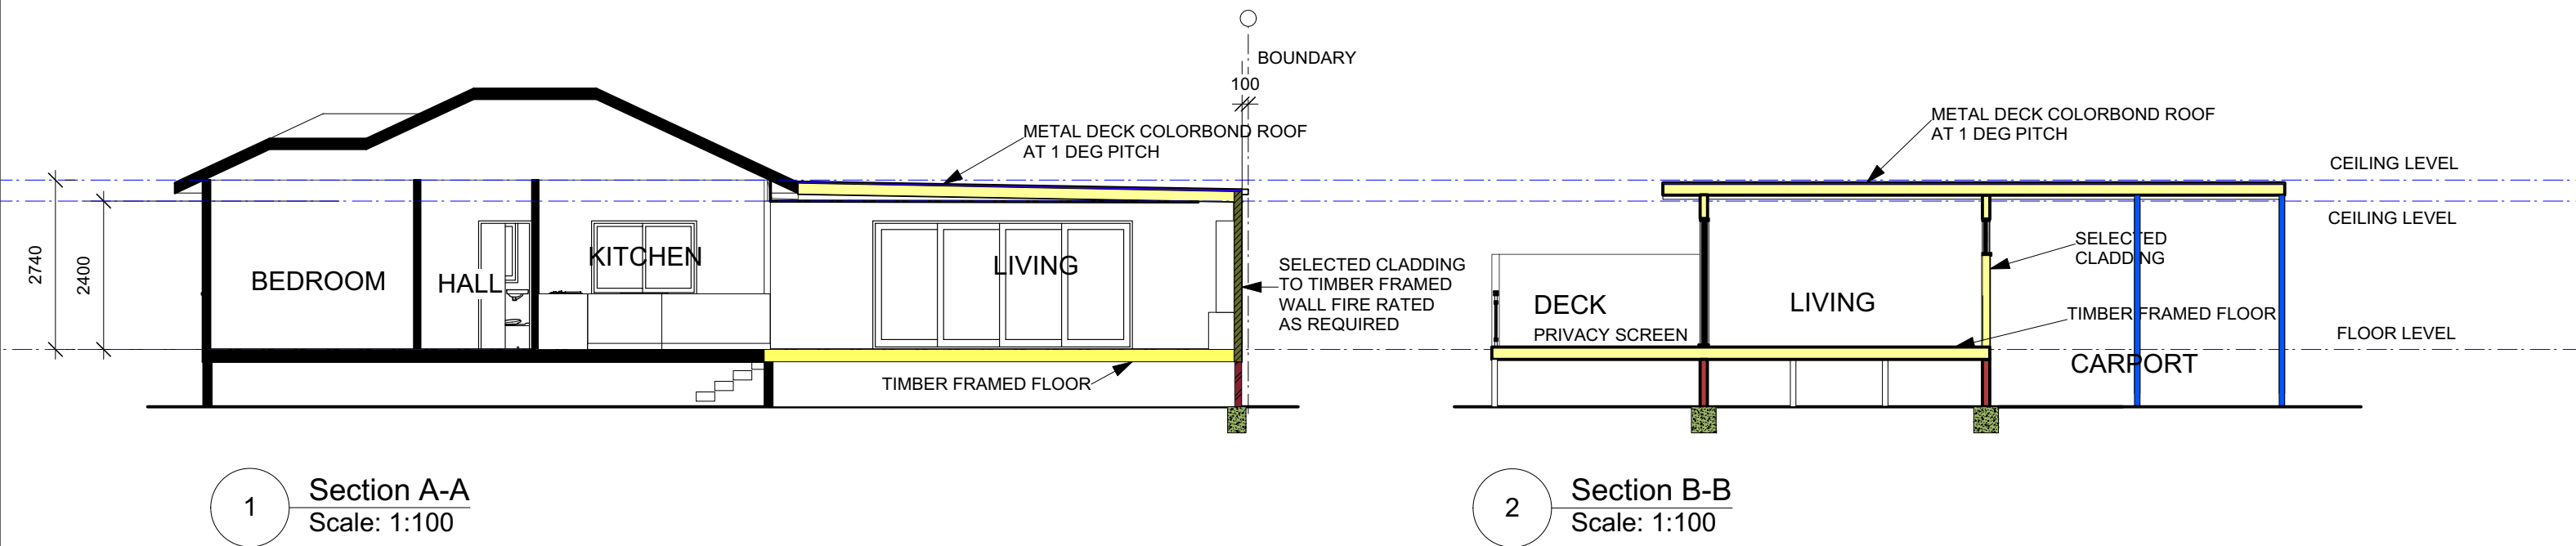 BOUNDARY
100
METAL DECK COLORBOND ROOF
AT 1 DEG PITCH
2740
2400
BEDROOM
HALL
KITCHEN
LIVING
SELECTED CLADDING
TO TIMBER FRAMED
WALL FIRE RATED
AS REQUIRED
TIMBER FRAMED FLOOR
1
Section A-A
Scale: 1:100
METAL DECK COLORBOND ROOF
AT 1 DEG PITCH
CEILING LEVEL
CEILING LEVEL
SELECTED
CLADDING
DECK
PRIVACY SCREEN
LIVING
TIMBER FRAMED FLOOR
FLOOR LEVEL
CARPORT
2
Section B-B
Scale: 1:100